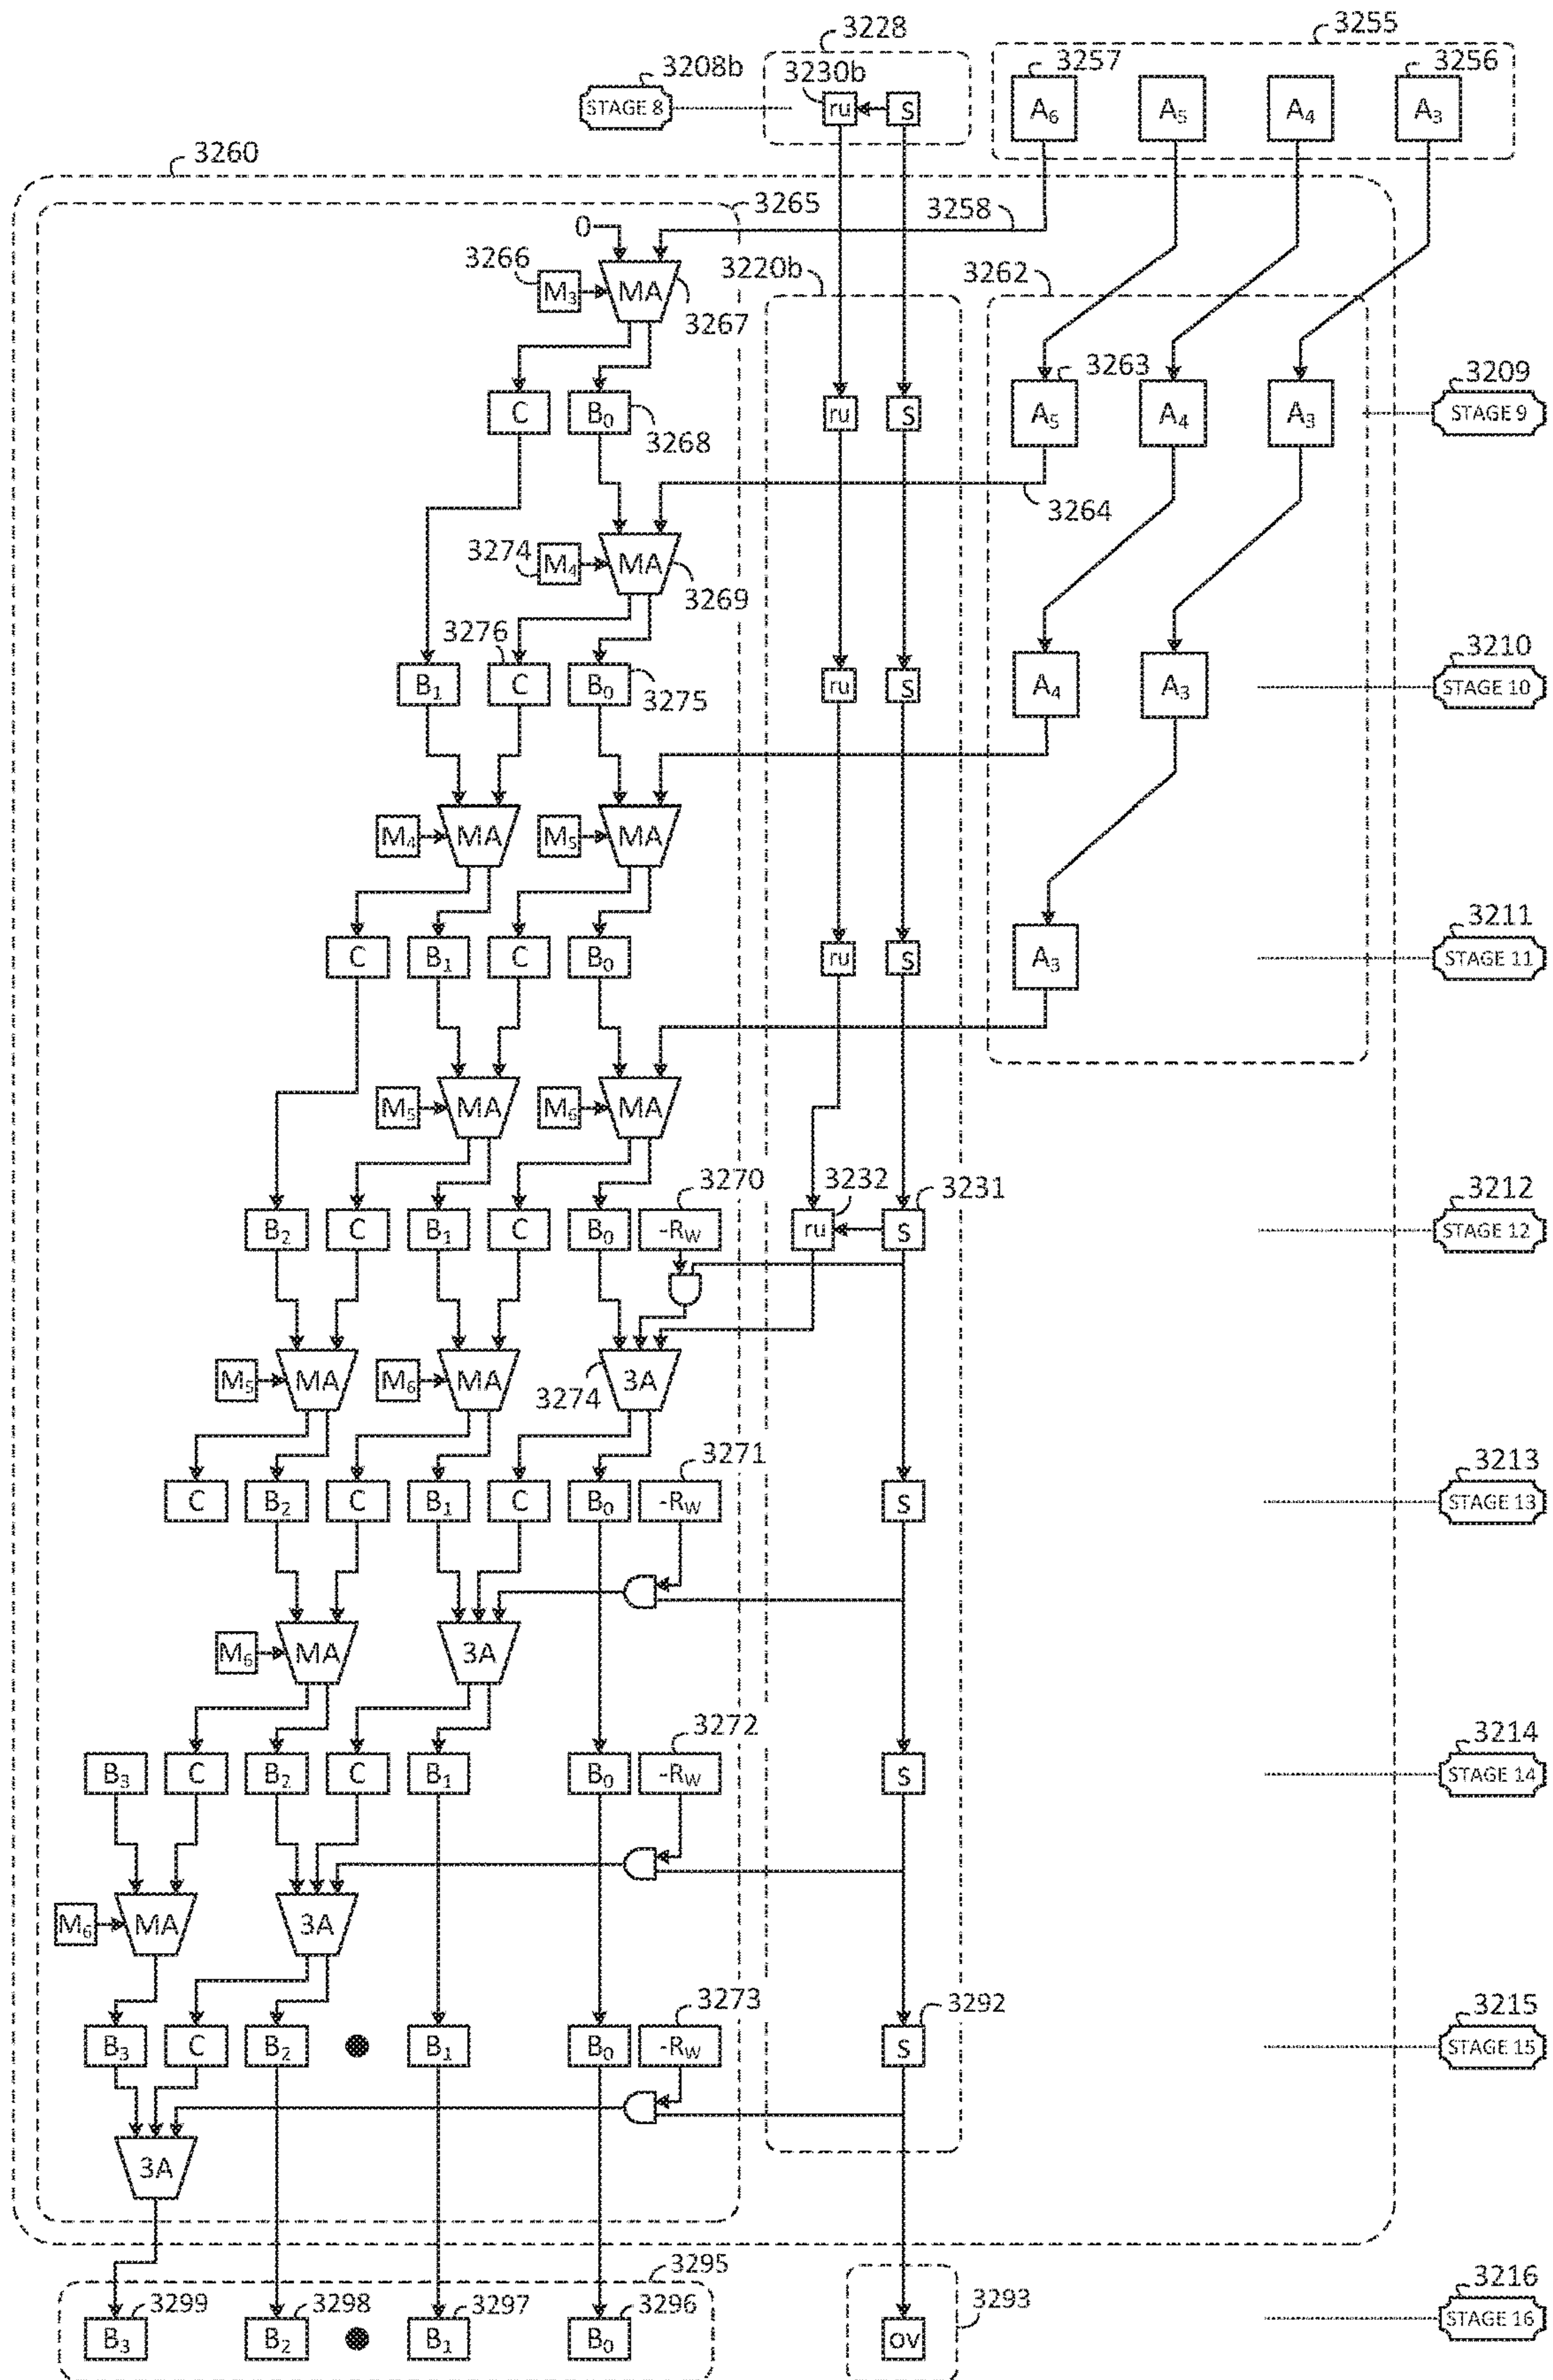 3228 3255
3208b 3230b 3257 3256
STAGE 8 ru S A6 A5 A4 A3
3260
3265 3258
0
3266 3220b 3262
M3 MA
3267
3263 3209
C B0 ru S A5 A4 A3 STAGE 9
3268
3264
3274 M4 MA
3269
3276 3210
B1 C B0 ru S A4 A3 STAGE 10
3275
M4 MA M5 MA
3211
C B1 C B0 ru S A3 STAGE 11
M5 MA M6 MA
3270 3232 3231 3212
B2 C B1 C B0 -RW ru S STAGE 12
M5 MA M6 MA 3A
3274
3271 3213
C B2 C B1 C B0 -RW S STAGE 13
M6 MA 3A
3272 3214
B3 C B2 C B1 B0 -RW S STAGE 14
M6 MA 3A
3273 3292 3215
B3 C B2 B1 B0 -RW S STAGE 15
3A
3295 3216
3299 3298 3297 3296 3293
B3 B2 B1 B0 OV STAGE 16